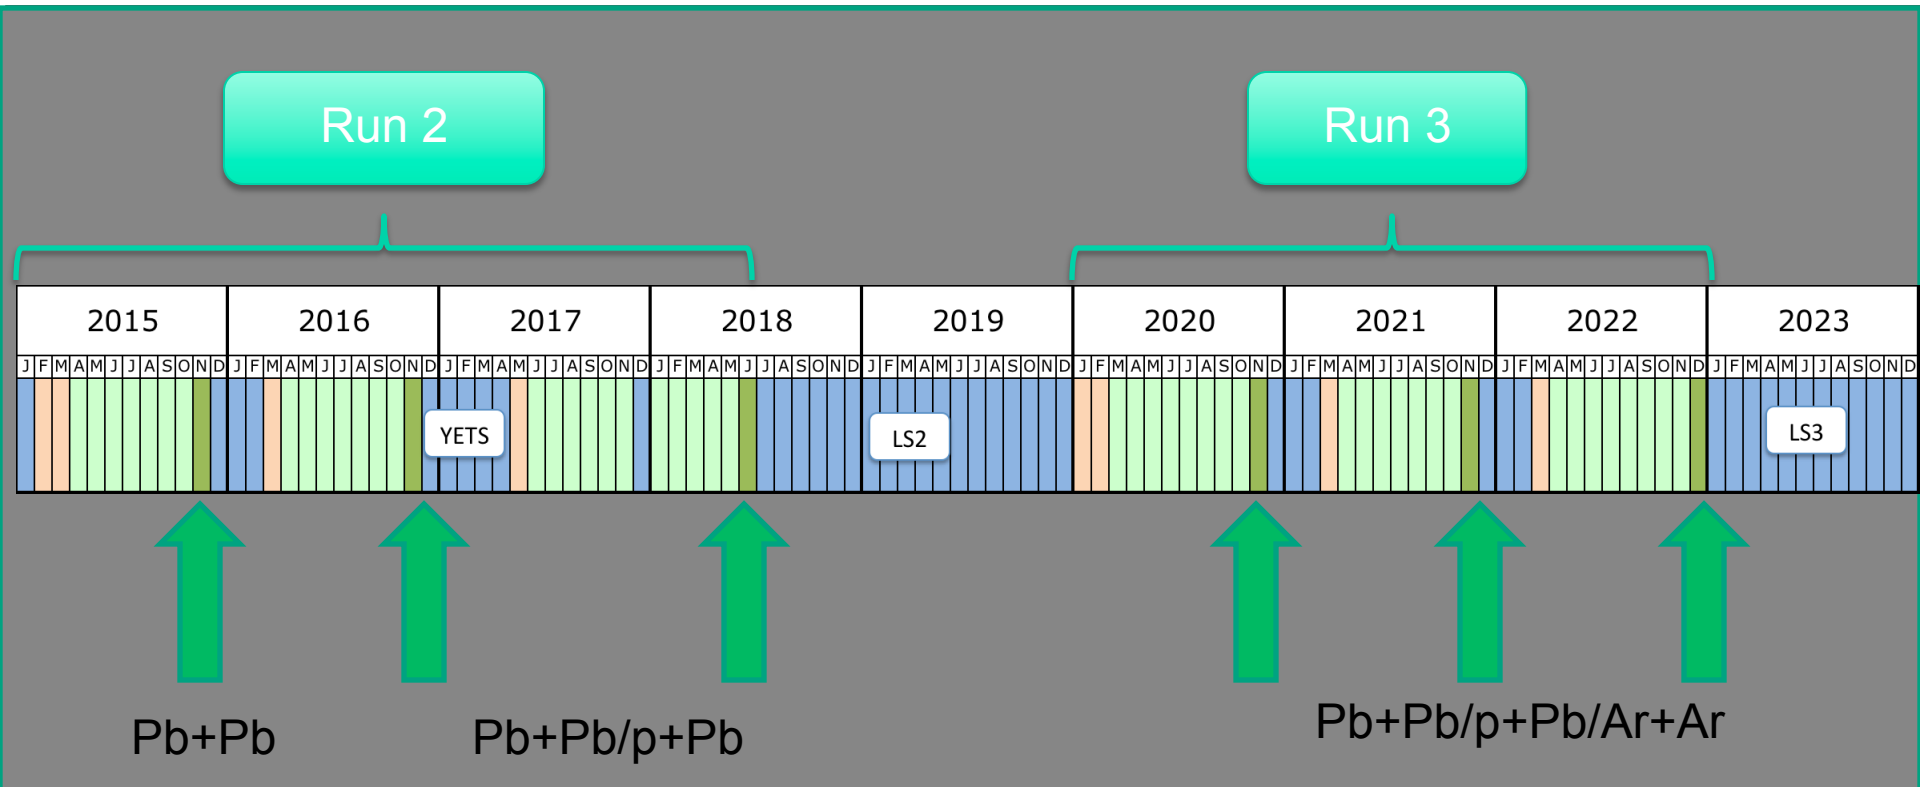 Run 2 Run 3
2015 2016 2017 2018 2019 2020 2021 2022 2023
J F M A M J J A S O N D J F M A M J J A S O N D J F M A M J J A S O N D J F M A M J J A S O N D J F M A M J J A S O N D J F M A M J J A S O N D J F M A M J J A S O N D J F M A M J J A S O N D J F M A M J J A S O N D
YETS LS2 LS3
Pb+Pb Pb+Pb/p+Pb Pb+Pb/p+Pb/Ar+Ar